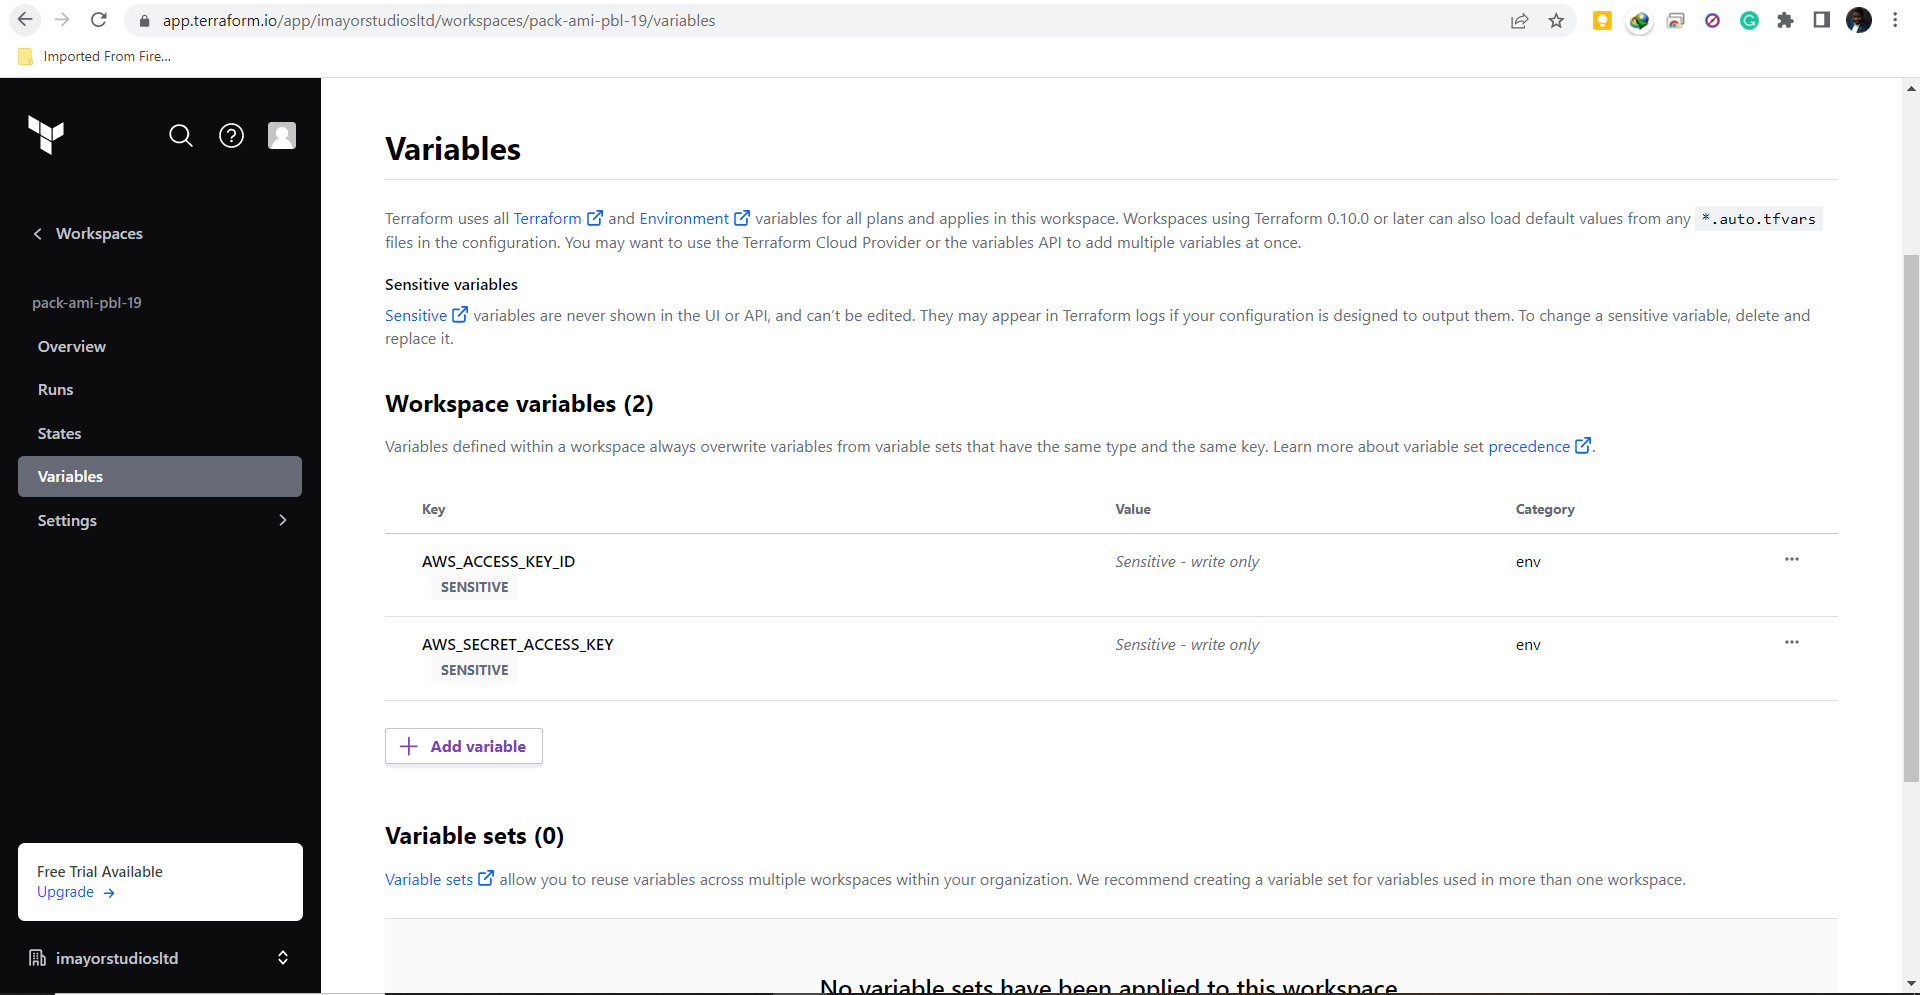 app.terraform.io/app/imayorstudiosltd/workspaces/pack-ami-pbl-19/variables
Imported From Fire...
Workspaces
pack-ami-pbl-19
Overview
Runs
States
Variables
Settings
Free Trial Available
Upgrade →
imayorstudiosltd
Variables
Terraform uses all Terraform and Environment variables for all plans and applies in this workspace. Workspaces using Terraform 0.10.0 or later can also load default values from any *.auto.tfvars
files in the configuration. You may want to use the Terraform Cloud Provider or the variables API to add multiple variables at once.
Sensitive variables
Sensitive variables are never shown in the UI or API, and can’t be edited. They may appear in Terraform logs if your configuration is designed to output them. To change a sensitive variable, delete and
replace it.
Workspace variables (2)
Variables defined within a workspace always overwrite variables from variable sets that have the same type and the same key. Learn more about variable set precedence.
Key Value Category
AWS_ACCESS_KEY_ID Sensitive - write only env ...
SENSITIVE
AWS_SECRET_ACCESS_KEY Sensitive - write only env ...
SENSITIVE
+ Add variable
Variable sets (0)
Variable sets allow you to reuse variables across multiple workspaces within your organization. We recommend creating a variable set for variables used in more than one workspace.
No variable sets have been applied to this workspace